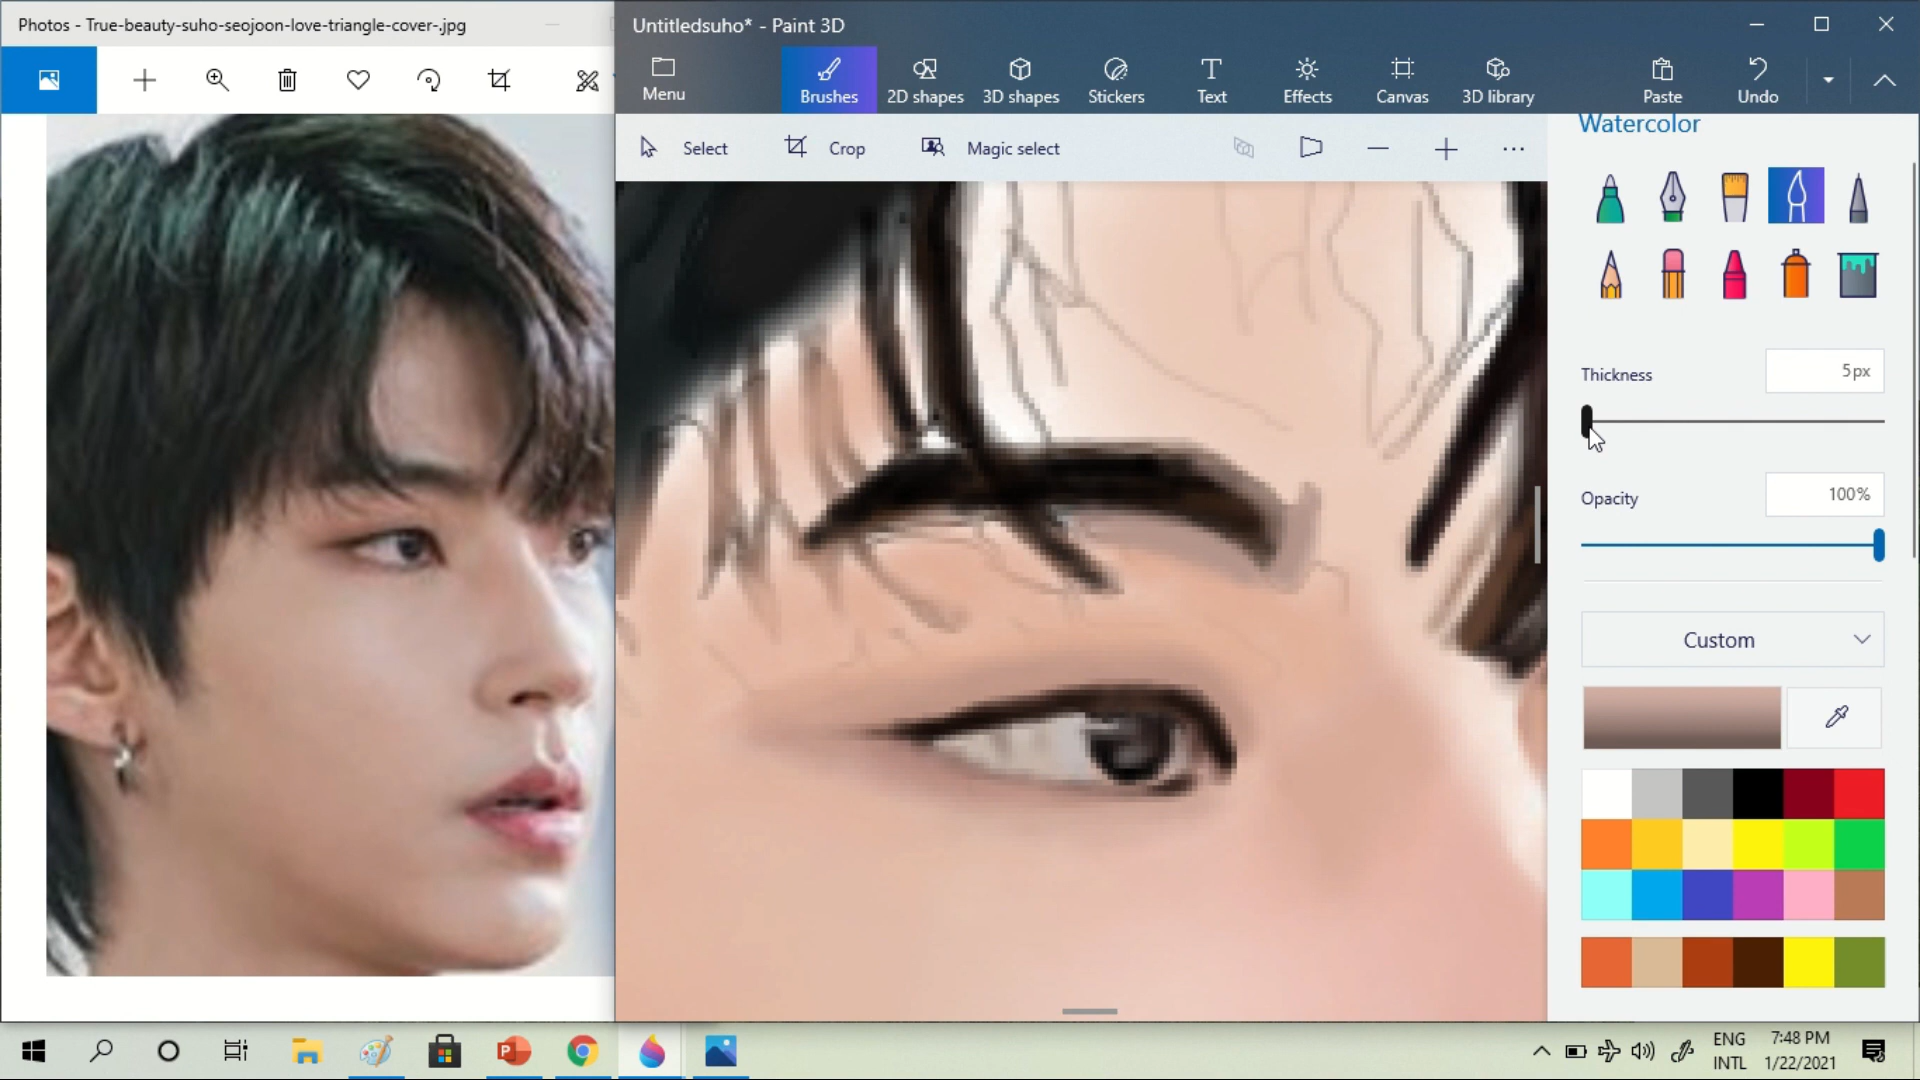 Photos - True-beauty-suho-seojoon-love-triangle-cover-.jpg
Untitledsuho* - Paint 3D
Menu
Brushes
2D shapes
3D shapes
Stickers
Text
Effects
Canvas
3D library
Paste
Undo
Select
Crop
Magic select
Watercolor
Thickness
5px
Opacity
100%
Custom
ENG
INTL
7:48 PM
1/22/2021